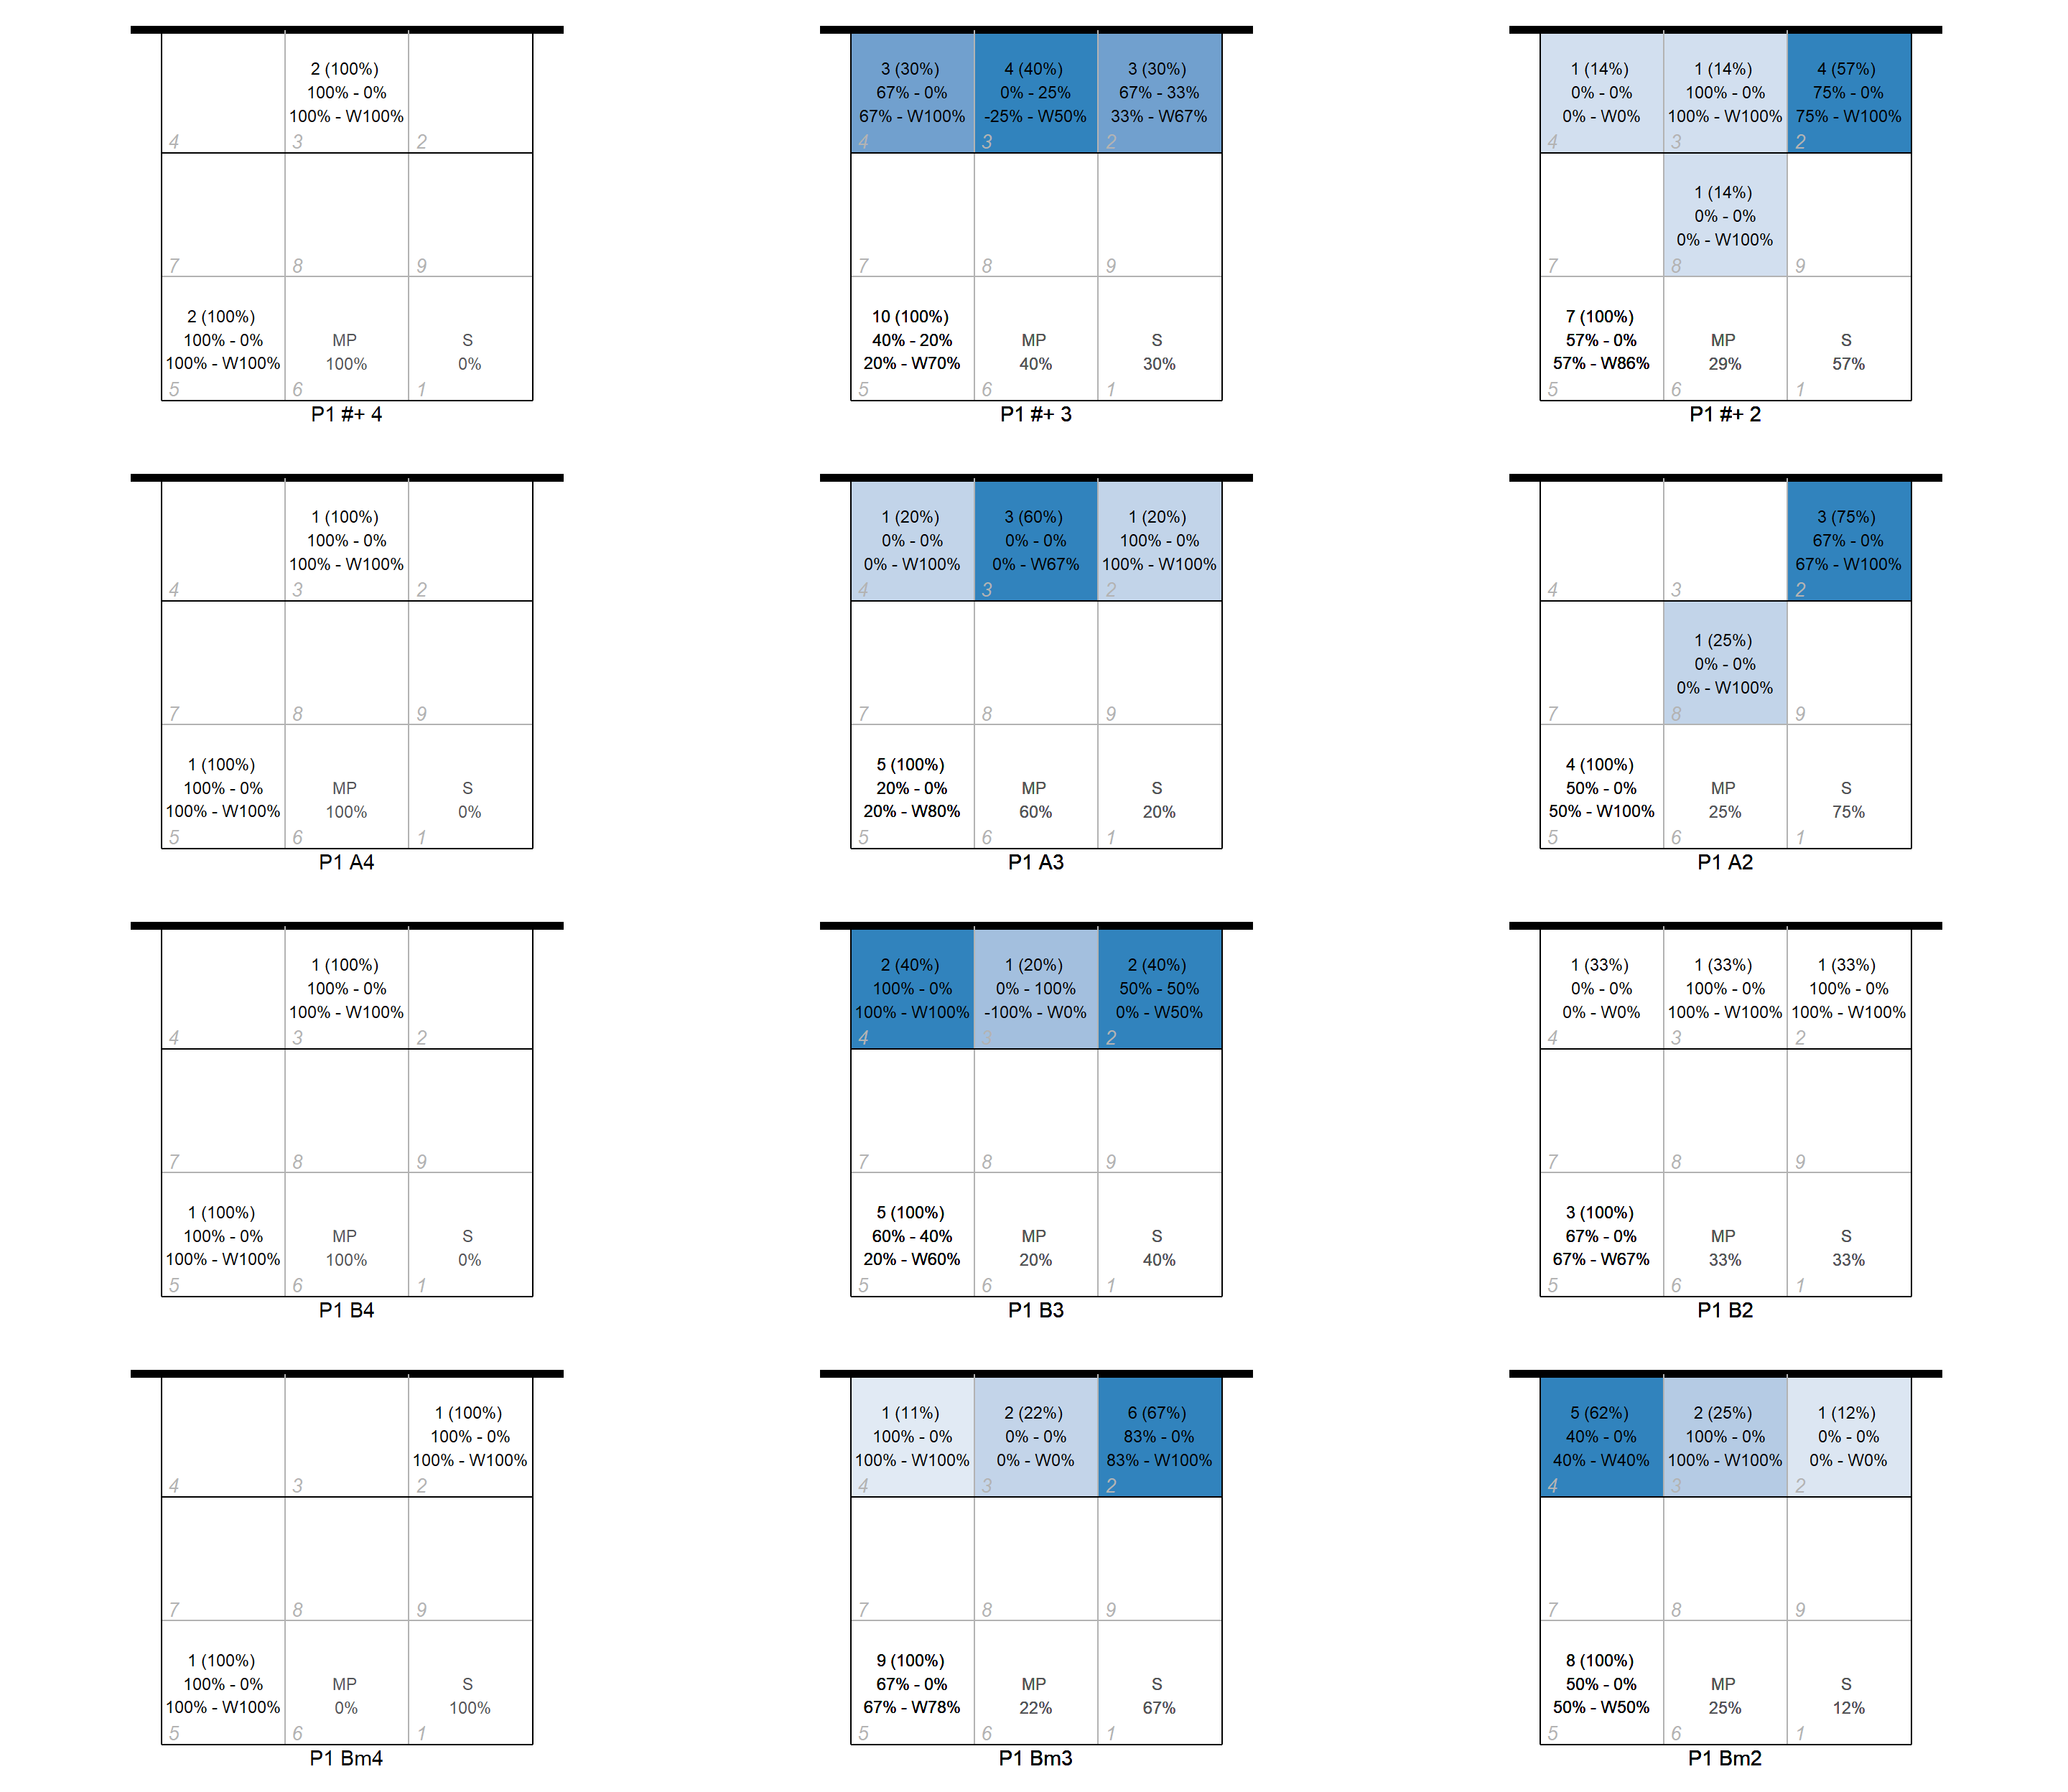 2 (100%)
100% - 0%
100% - W100%
4 3 2
7 8 9
2 (100%)
100% - 0% MP S
100% - W100% 100% 0%
5 6 1
P1 #+ 4
3 (30%) 4 (40%) 3 (30%)
67% - 0% 0% - 25% 67% - 33%
67% - W100% -25% - W50% 33% - W67%
4 3 2
7 8 9
10 (100%)
40% - 20% MP S
20% - W70% 40% 30%
5 6 1
P1 #+ 3
1 (14%) 1 (14%) 4 (57%)
0% - 0% 100% - 0% 75% - 0%
0% - W0% 100% - W100% 75% - W100%
4 3 2
1 (14%)
0% - 0%
0% - W100%
7 8 9
7 (100%)
57% - 0% MP S
57% - W86% 29% 57%
5 6 1
P1 #+ 2
1 (100%)
100% - 0%
100% - W100%
4 3 2
7 8 9
1 (100%)
100% - 0% MP S
100% - W100% 100% 0%
5 6 1
P1 A4
1 (20%) 3 (60%) 1 (20%)
0% - 0% 0% - 0% 100% - 0%
0% - W100% 0% - W67% 100% - W100%
4 3 2
7 8 9
5 (100%)
20% - 0% MP S
20% - W80% 60% 20%
5 6 1
P1 A3
3 (75%)
67% - 0%
67% - W100%
4 3 2
1 (25%)
0% - 0%
0% - W100%
7 8 9
4 (100%)
50% - 0% MP S
50% - W100% 25% 75%
5 6 1
P1 A2
1 (100%)
100% - 0%
100% - W100%
4 3 2
7 8 9
1 (100%)
100% - 0% MP S
100% - W100% 100% 0%
5 6 1
P1 B4
2 (40%) 1 (20%) 2 (40%)
100% - 0% 0% - 100% 50% - 50%
100% - W100% -100% - W0% 0% - W50%
4 3 2
7 8 9
5 (100%)
60% - 40% MP S
20% - W60% 20% 40%
5 6 1
P1 B3
1 (33%) 1 (33%) 1 (33%)
0% - 0% 100% - 0% 100% - 0%
0% - W0% 100% - W100% 100% - W100%
4 3 2
7 8 9
3 (100%)
67% - 0% MP S
67% - W67% 33% 33%
5 6 1
P1 B2
1 (100%)
100% - 0%
100% - W100%
4 3 2
7 8 9
1 (100%)
100% - 0% MP S
100% - W100% 0% 100%
5 6 1
P1 Bm4
1 (11%) 2 (22%) 6 (67%)
100% - 0% 0% - 0% 83% - 0%
100% - W100% 0% - W0% 83% - W100%
4 3 2
7 8 9
9 (100%)
67% - 0% MP S
67% - W78% 22% 67%
5 6 1
P1 Bm3
5 (62%) 2 (25%) 1 (12%)
40% - 0% 100% - 0% 0% - 0%
40% - W40% 100% - W100% 0% - W0%
4 3 2
7 8 9
8 (100%)
50% - 0% MP S
50% - W50% 25% 12%
5 6 1
P1 Bm2